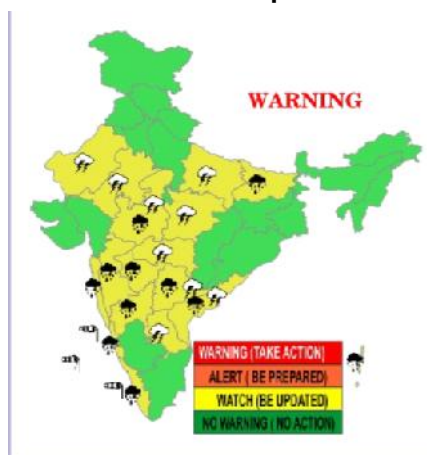 WARNING
WARNING (TAKE ACTION)
ALERT ( BE PREPARED)
WATCH (BE UPDATED)
NO WARNING ( NO ACTION)